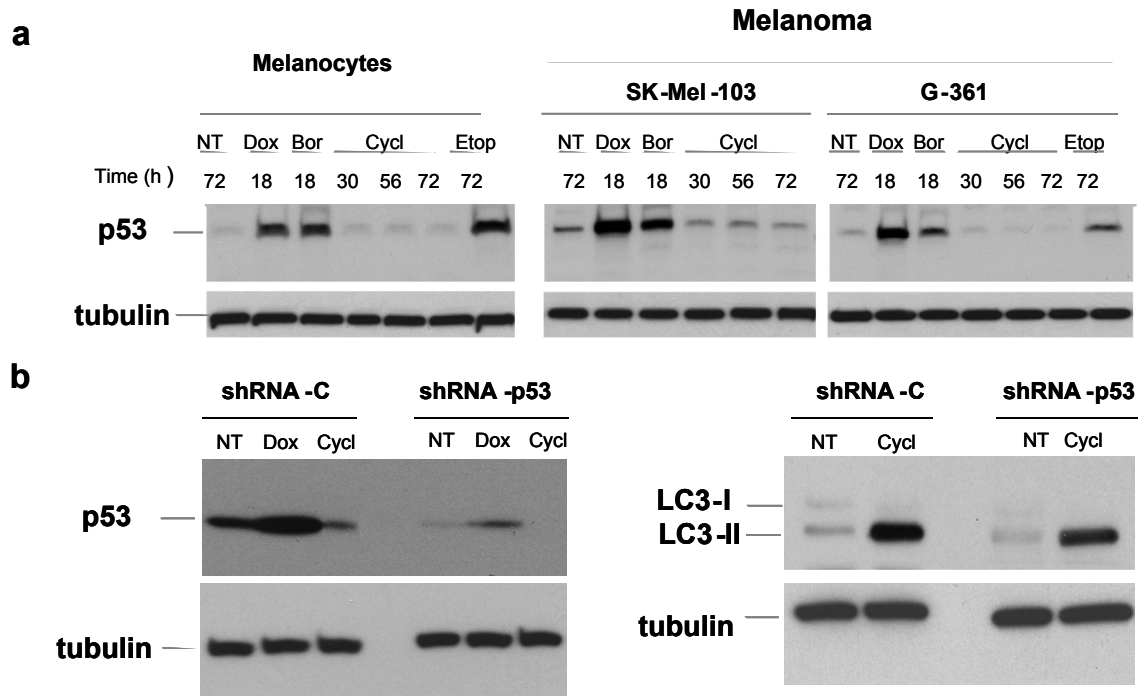 a
Melanoma
Melanocytes
SK-Mel -103 G-361
NT Dox Bor Cycl Etop NT Dox Bor Cycl NT Dox Bor Cycl Etop
Time (h ) 72 18 18 30 56 72 72 72 18 18 30 56 72 72 18 18 30 56 72 72
p53
tubulin
b
shRNA -C shRNA -p53 shRNA -C shRNA -p53
NT Dox Cycl NT Dox Cycl NT Cycl NT Cycl
p53
LC3-I
LC3-II
tubulin
tubulin